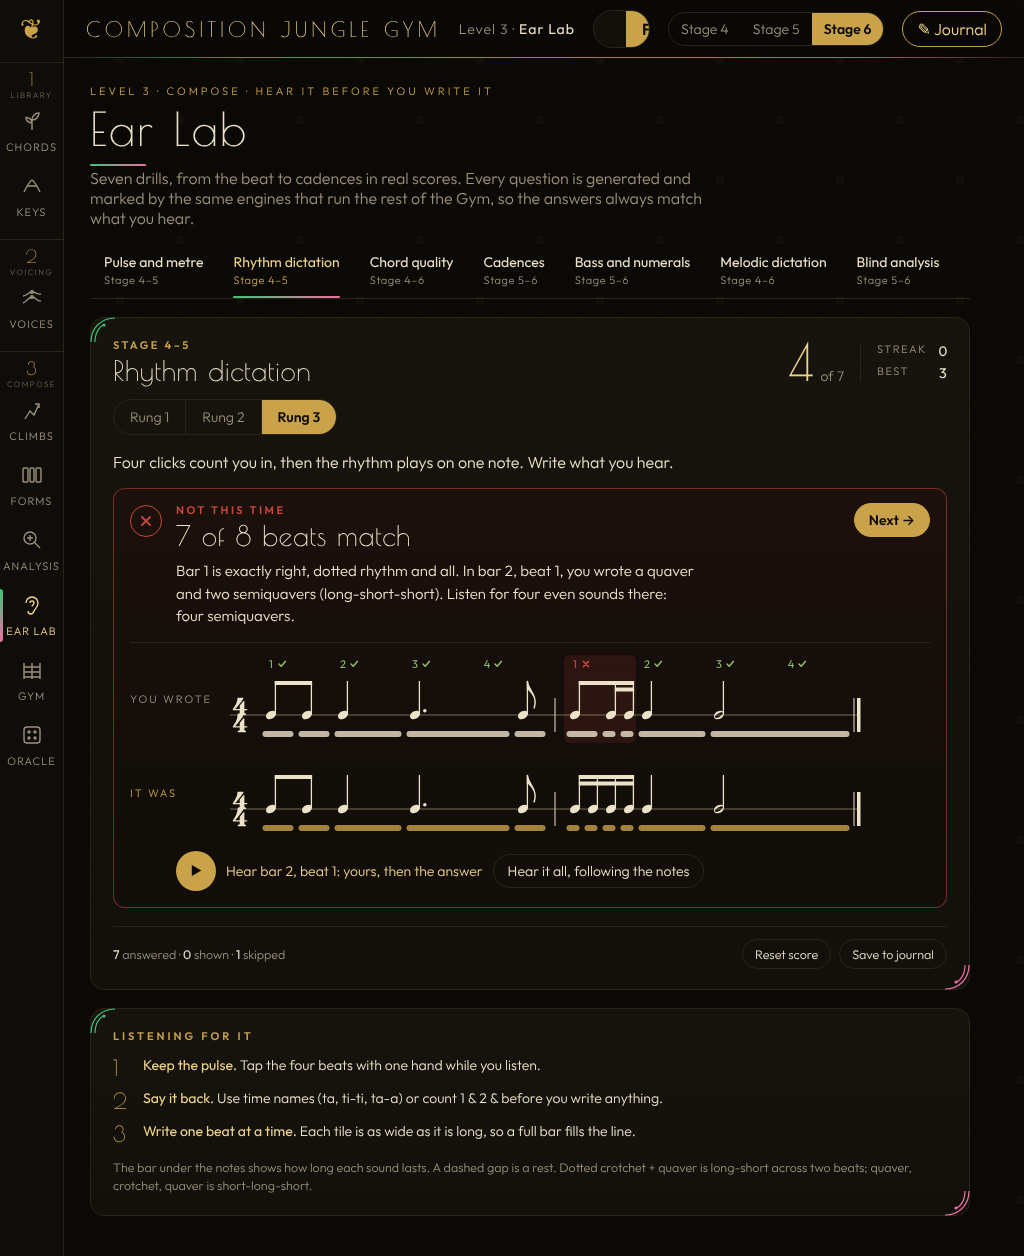 COMPOSITION JUNGLE GYM
Level 3 · Ear Lab
Stage 4
Stage 5
Stage 6
✎ Journal
1
LIBRARY
CHORDS
KEYS
2
VOICING
VOICES
3
COMPOSE
CLIMBS
FORMS
ANALYSIS
EAR LAB
GYM
ORACLE
LEVEL 3 · COMPOSE · HEAR IT BEFORE YOU WRITE IT
Ear Lab
Seven drills, from the beat to cadences in real scores. Every question is generated and
marked by the same engines that run the rest of the Gym, so the answers always match
what you hear.
Pulse and metre
Stage 4–5
Rhythm dictation
Stage 4–5
Chord quality
Stage 4–6
Cadences
Stage 5–6
Bass and numerals
Stage 5–6
Melodic dictation
Stage 4–6
Blind analysis
Stage 5–6
STAGE 4–5
Rhythm dictation
4 of 7
STREAK 0
BEST 3
Rung 1
Rung 2
Rung 3
Four clicks count you in, then the rhythm plays on one note. Write what you hear.
NOT THIS TIME
7 of 8 beats match
Next →
Bar 1 is exactly right, dotted rhythm and all. In bar 2, beat 1, you wrote a quaver
and two semiquavers (long-short-short). Listen for four even sounds there:
four semiquavers.
1 ✓ 2 ✓ 3 ✓ 4 ✓ 1 ✗ 2 ✓ 3 ✓ 4 ✓
YOU WROTE
4
4
IT WAS
4
4
Hear bar 2, beat 1: yours, then the answer
Hear it all, following the notes
7 answered · 0 shown · 1 skipped
Reset score
Save to journal
LISTENING FOR IT
1 Keep the pulse. Tap the four beats with one hand while you listen.
2 Say it back. Use time names (ta, ti-ti, ta-a) or count 1 & 2 & before you write anything.
3 Write one beat at a time. Each tile is as wide as it is long, so a full bar fills the line.
The bar under the notes shows how long each sound lasts. A dashed gap is a rest. Dotted crotchet + quaver is long-short across two beats; quaver,
crotchet, quaver is short-long-short.